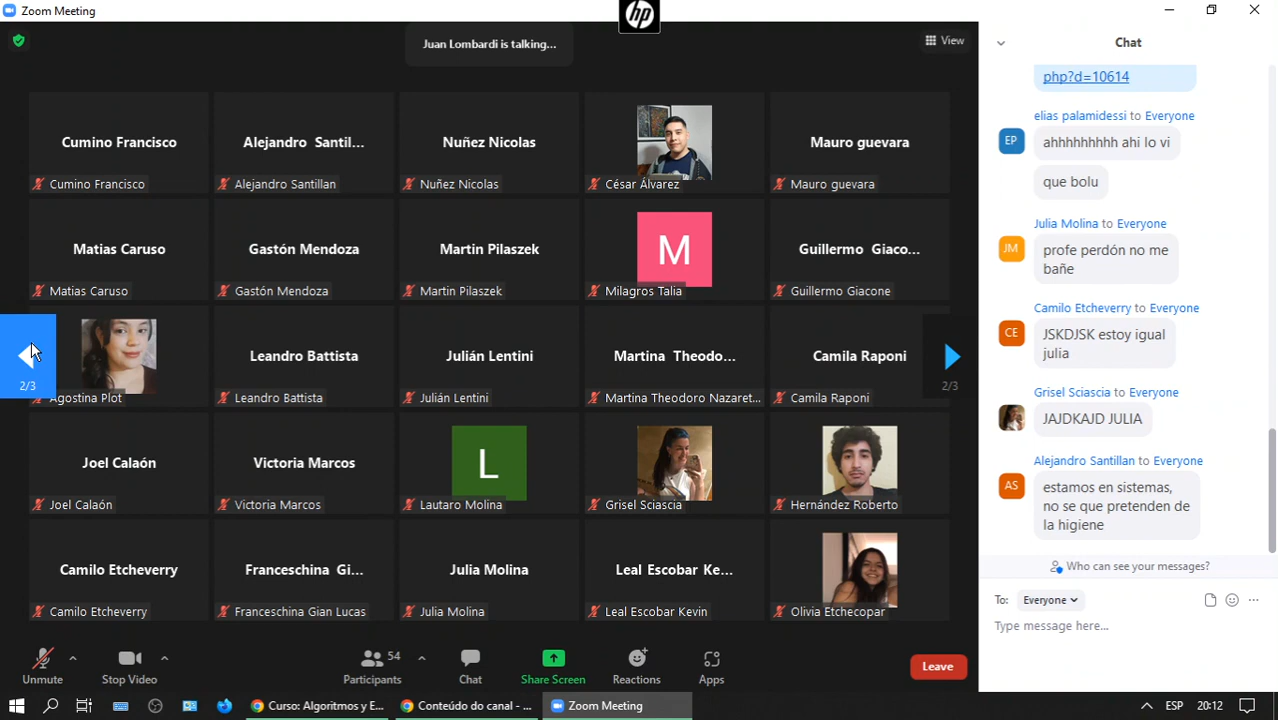 Zoom Meeting
hp
Juan Lombardi is talking...
View
Cumino Francisco
Cumino Francisco
Alejandro Santil...
Alejandro Santillan
Nuñez Nicolas
Nuñez Nicolas
César Álvarez
Mauro guevara
Mauro guevara
Matias Caruso
Matias Caruso
Gastón Mendoza
Gastón Mendoza
Martin Pilaszek
Martin Pilaszek
M
Milagros Talia
Guillermo Giaco...
Guillermo Giacone
2/3
Agostina Plot
Leandro Battista
Leandro Battista
Julián Lentini
Julián Lentini
Martina Theodo...
Martina Theodoro Nazaret...
Camila Raponi
Camila Raponi
2/3
Joel Calaón
Joel Calaón
Victoria Marcos
Victoria Marcos
L
Lautaro Molina
Grisel Sciascia
Hernández Roberto
Camilo Etcheverry
Camilo Etcheverry
Franceschina Gi...
Franceschina Gian Lucas
Julia Molina
Julia Molina
Leal Escobar Ke...
Leal Escobar Kevin
Olivia Etchecopar
Unmute
Stop Video
54
Participants
Chat
Share Screen
Reactions
Apps
Leave
Chat
php?d=10614
elias palamidessi to Everyone
EP
ahhhhhhhhh ahi lo vi
que bolu
Julia Molina to Everyone
JM
profe perdón no me
bañe
Camilo Etcheverry to Everyone
CE
JSKDJSK estoy igual
julia
Grisel Sciascia to Everyone
JAJDKAJD JULIA
Alejandro Santillan to Everyone
AS
estamos en sistemas,
no se que pretenden de
la higiene
Who can see your messages?
To: Everyone
Type message here...
Curso: Algoritmos y E...
Conteúdo do canal - ...
Zoom Meeting
ESP
20:12